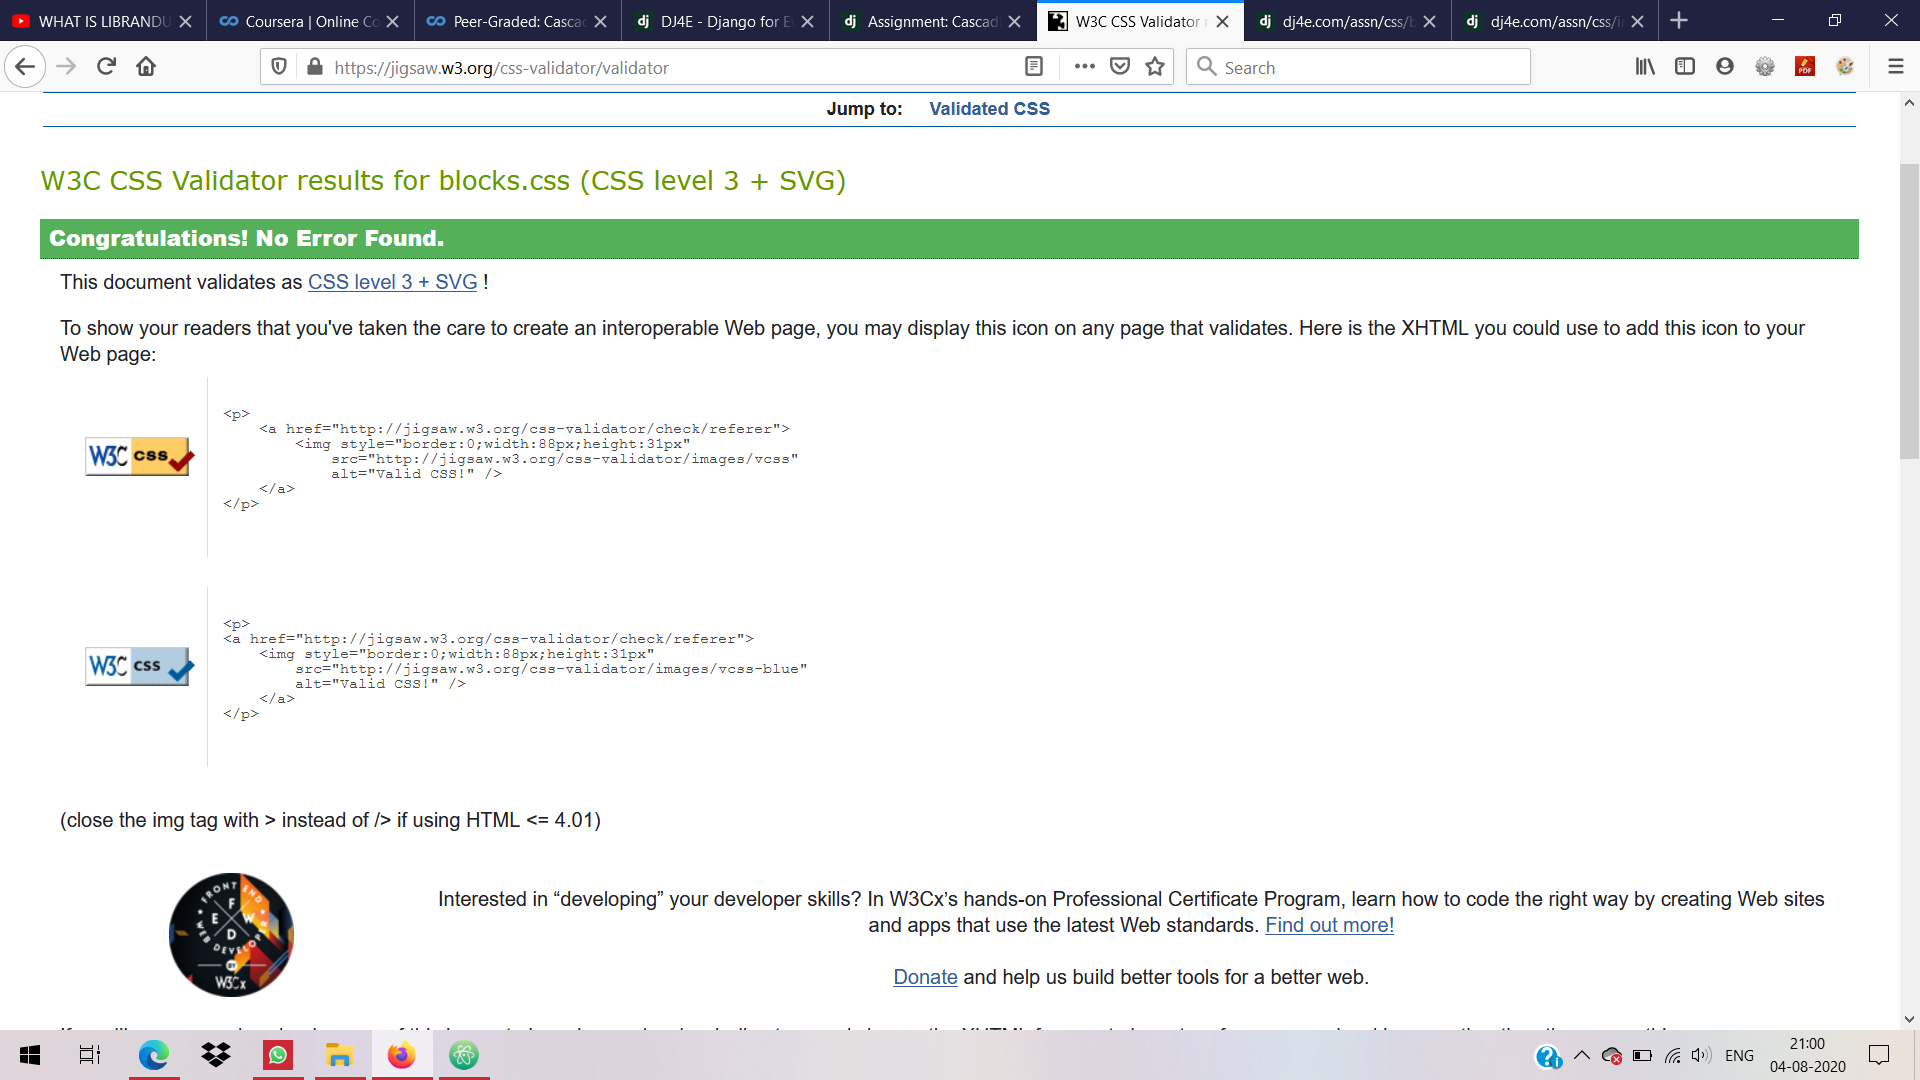 WHAT IS LIBRANDU
Coursera | Online Co
Peer-Graded: Cascad
DJ4E - Django for E
Assignment: Cascad
W3C CSS Validator r
dj4e.com/assn/css/b
dj4e.com/assn/css/i
https://jigsaw.w3.org/css-validator/validator
Search
Jump to: Validated CSS
W3C CSS Validator results for blocks.css (CSS level 3 + SVG)
Congratulations! No Error Found.
This document validates as CSS level 3 + SVG !
To show your readers that you've taken the care to create an interoperable Web page, you may display this icon on any page that validates. Here is the XHTML you could use to add this icon to your
Web page:
W3C css
<p>
<a href="http://jigsaw.w3.org/css-validator/check/referer">
<img style="border:0;width:88px;height:31px"
src="http://jigsaw.w3.org/css-validator/images/vcss"
alt="Valid CSS!" />
</a>
</p>
W3C css
<p>
<a href="http://jigsaw.w3.org/css-validator/check/referer">
<img style="border:0;width:88px;height:31px"
src="http://jigsaw.w3.org/css-validator/images/vcss-blue"
alt="Valid CSS!" />
</a>
</p>
(close the img tag with > instead of /> if using HTML <= 4.01)
FRONT END
F E W D
WEB DEVELOPER
BY
W3Cx
Interested in “developing” your developer skills? In W3Cx’s hands-on Professional Certificate Program, learn how to code the right way by creating Web sites
and apps that use the latest Web standards. Find out more!
Donate and help us build better tools for a better web.
ENG
21:00
04-08-2020